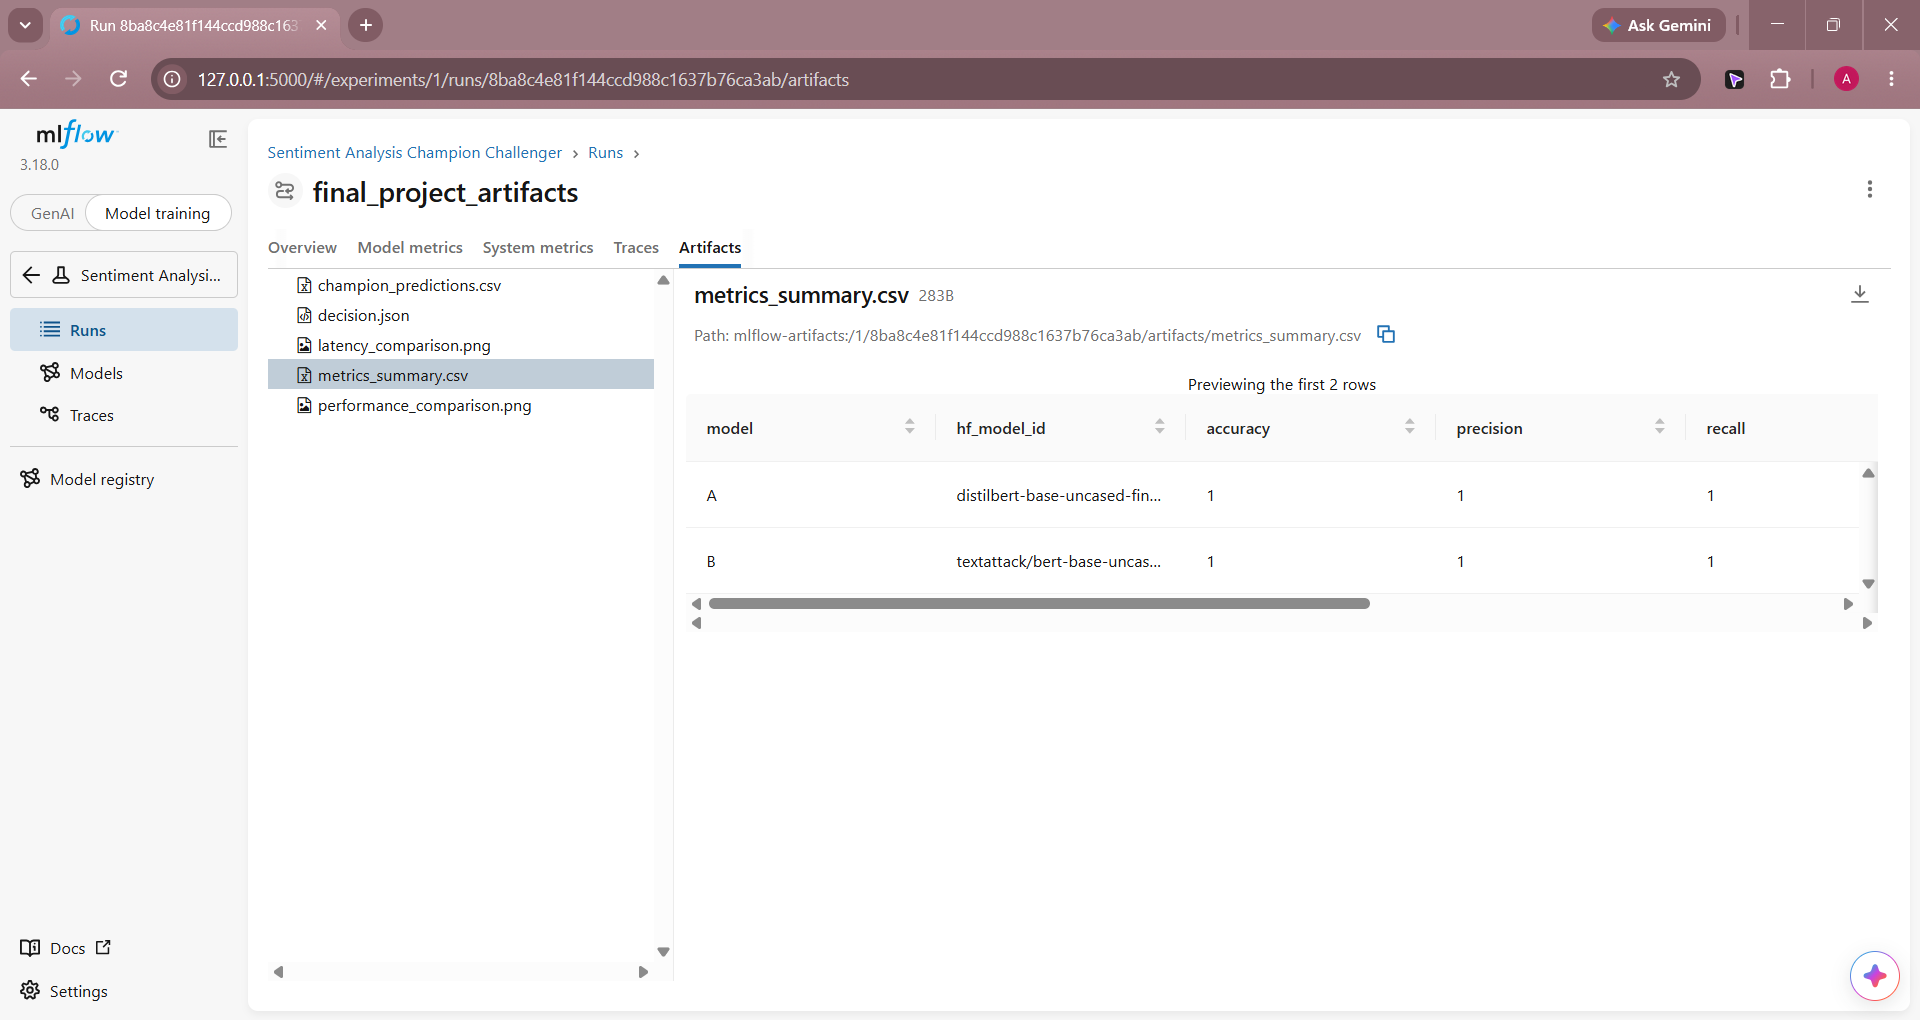 Run 8ba8c4e81f144ccd988c163
Ask Gemini
127.0.0.1:5000/#/experiments/1/runs/8ba8c4e81f144ccd988c1637b76ca3ab/artifacts
A
mlflow
3.18.0
GenAI
Model training
Sentiment Analysi...
Runs
Models
Traces
Model registry
Docs
Settings
Sentiment Analysis Champion Challenger › Runs ›
final_project_artifacts
Overview Model metrics System metrics Traces Artifacts
champion_predictions.csv
decision.json
latency_comparison.png
metrics_summary.csv
performance_comparison.png
metrics_summary.csv 283B
Path: mlflow-artifacts:/1/8ba8c4e81f144ccd988c1637b76ca3ab/artifacts/metrics_summary.csv
Previewing the first 2 rows
model hf_model_id accuracy precision recall
A distilbert-base-uncased-fin... 1 1 1
B textattack/bert-base-uncas... 1 1 1